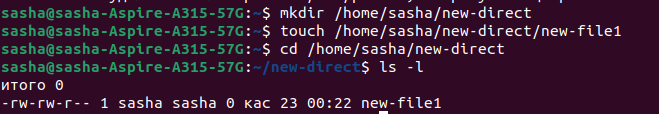 sasha@sasha-Aspire-A315-57G:~$ mkdir /home/sasha/new-direct
sasha@sasha-Aspire-A315-57G:~$ touch /home/sasha/new-direct/new-file1
sasha@sasha-Aspire-A315-57G:~$ cd /home/sasha/new-direct
sasha@sasha-Aspire-A315-57G:~/new-direct$ ls -l
итого 0
-rw-rw-r-- 1 sasha sasha 0 кас 23 00:22 new-file1